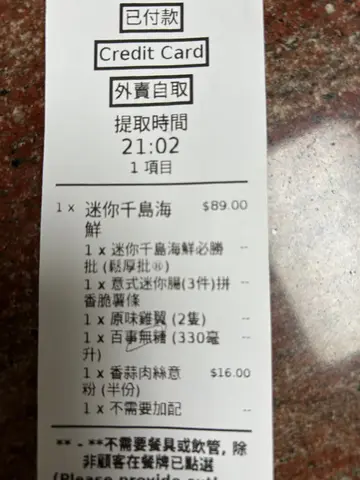 已付款
Credit Card
外賣自取
提取時間
21:02
1 項目
1 x 迷你千島海 $89.00
鮮
1 x 迷你千島海鮮必勝 --
批 (鬆厚批®)
1 x 意式迷你腸(3件)拼 --
香脆薯條
1 x 原味雞翼 (2隻) --
1 x 百事無糖 (330毫 --
升)
1 x 香蒜肉絲意 $16.00
粉 (半份)
1 x 不需要加配 --
** - **不需要餐具或飲管, 除
非顧客在餐牌已點選
(Please provide